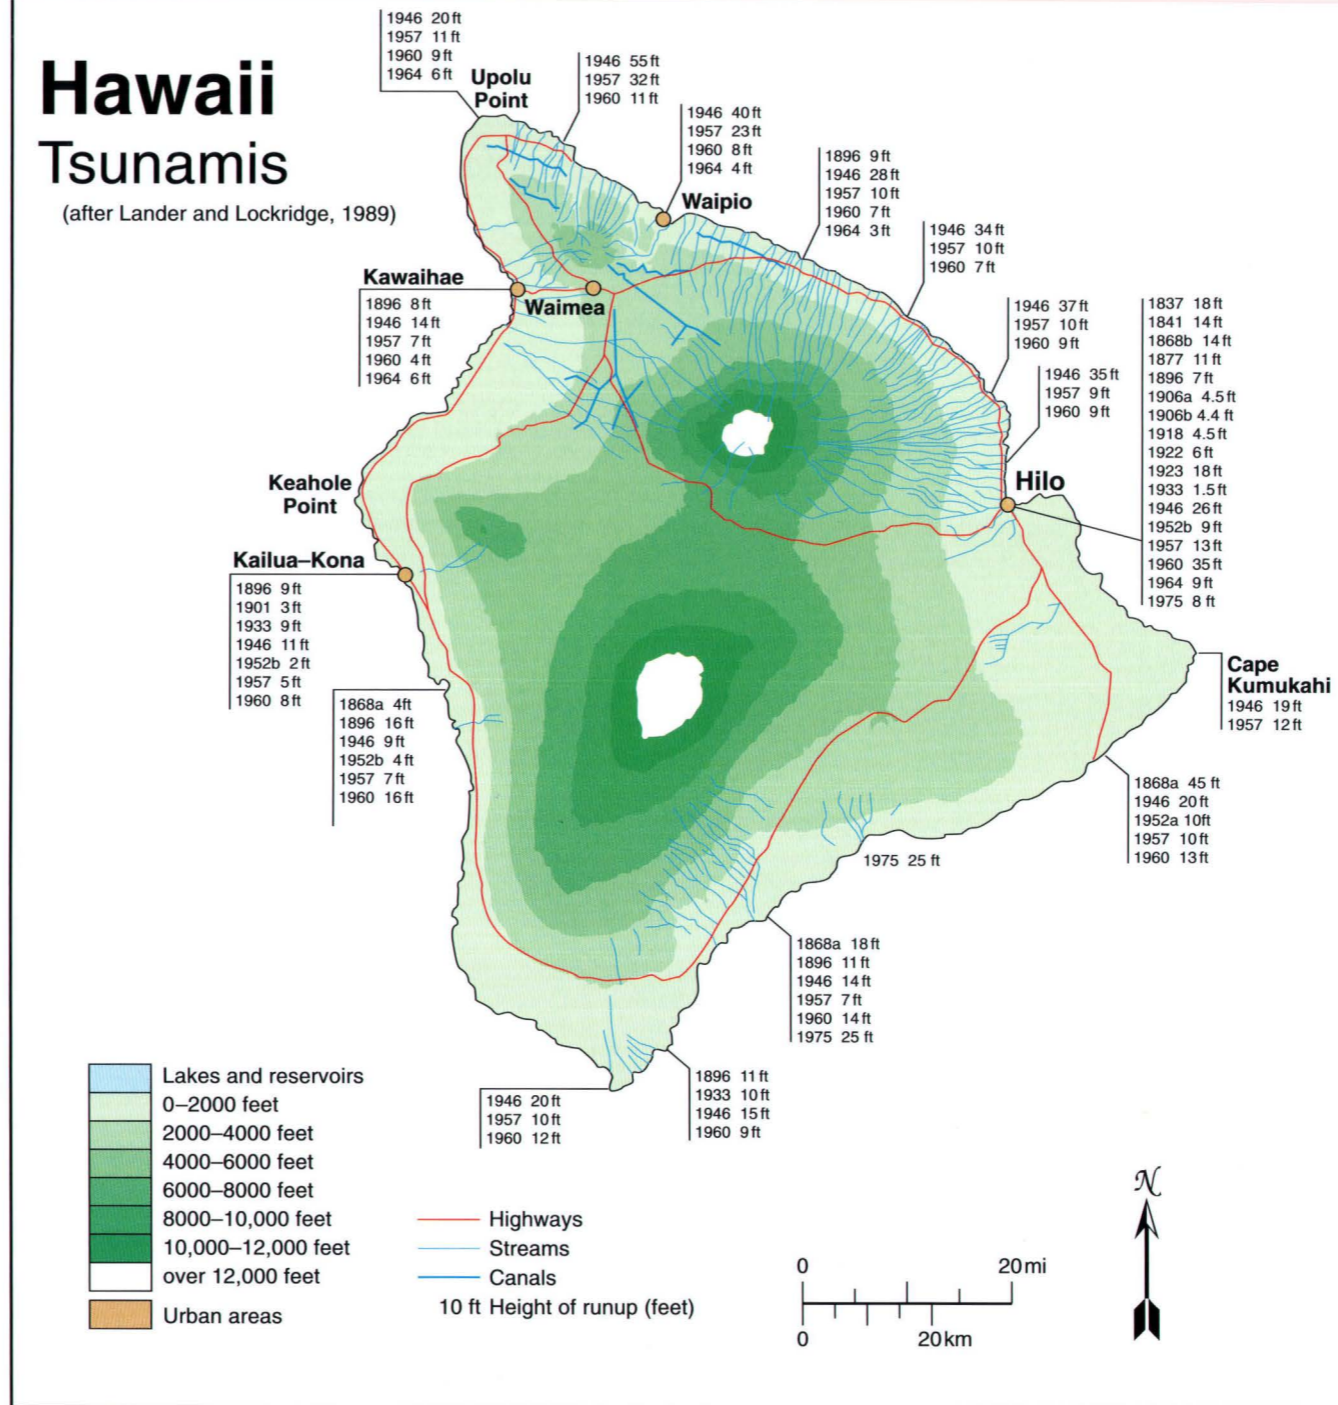 Hawaii
Tsunamis
(after Lander and Lockridge, 1989)
1946 20 ft
1957 11 ft
1960 9 ft
1964 6 ft
Upolu
Point
1946 55 ft
1957 32 ft
1960 11 ft
1946 40 ft
1957 23 ft
1960 8 ft
1964 4 ft
Waipio
1896 9 ft
1946 28 ft
1957 10 ft
1960 7 ft
1964 3 ft
1946 34 ft
1957 10 ft
1960 7 ft
Kawaihae
1896 8 ft
1946 14 ft
1957 7 ft
1960 4 ft
1964 6 ft
Waimea
1946 37 ft
1957 10 ft
1960 9 ft
1946 35 ft
1957 9 ft
1960 9 ft
Hilo
1837 18 ft
1841 14 ft
1868b 14 ft
1877 11 ft
1896 7 ft
1906a 4.5 ft
1906b 4.4 ft
1918 4.5 ft
1922 6 ft
1923 18 ft
1933 1.5 ft
1946 26 ft
1952b 9 ft
1957 13 ft
1960 35 ft
1964 9 ft
1975 8 ft
Keahole
Point
Kailua–Kona
1896 9 ft
1901 3 ft
1933 9 ft
1946 11 ft
1952b 2 ft
1957 5 ft
1960 8 ft
1868a 4ft
1896 16 ft
1946 9 ft
1952b 4 ft
1957 7 ft
1960 16 ft
Cape
Kumukahi
1946 19 ft
1957 12 ft
1868a 45 ft
1946 20 ft
1952a 10ft
1957 10 ft
1960 13 ft
1975 25 ft
1868a 18 ft
1896 11 ft
1946 14 ft
1957 7 ft
1960 14 ft
1975 25 ft
1896 11 ft
1933 10 ft
1946 15 ft
1960 9 ft
1946 20 ft
1957 10 ft
1960 12 ft
Lakes and reservoirs
0–2000 feet
2000–4000 feet
4000–6000 feet
6000–8000 feet
8000–10,000 feet
10,000–12,000 feet
over 12,000 feet
Urban areas
Highways
Streams
Canals
10 ft Height of runup (feet)
0 20 mi
0 20 km
N